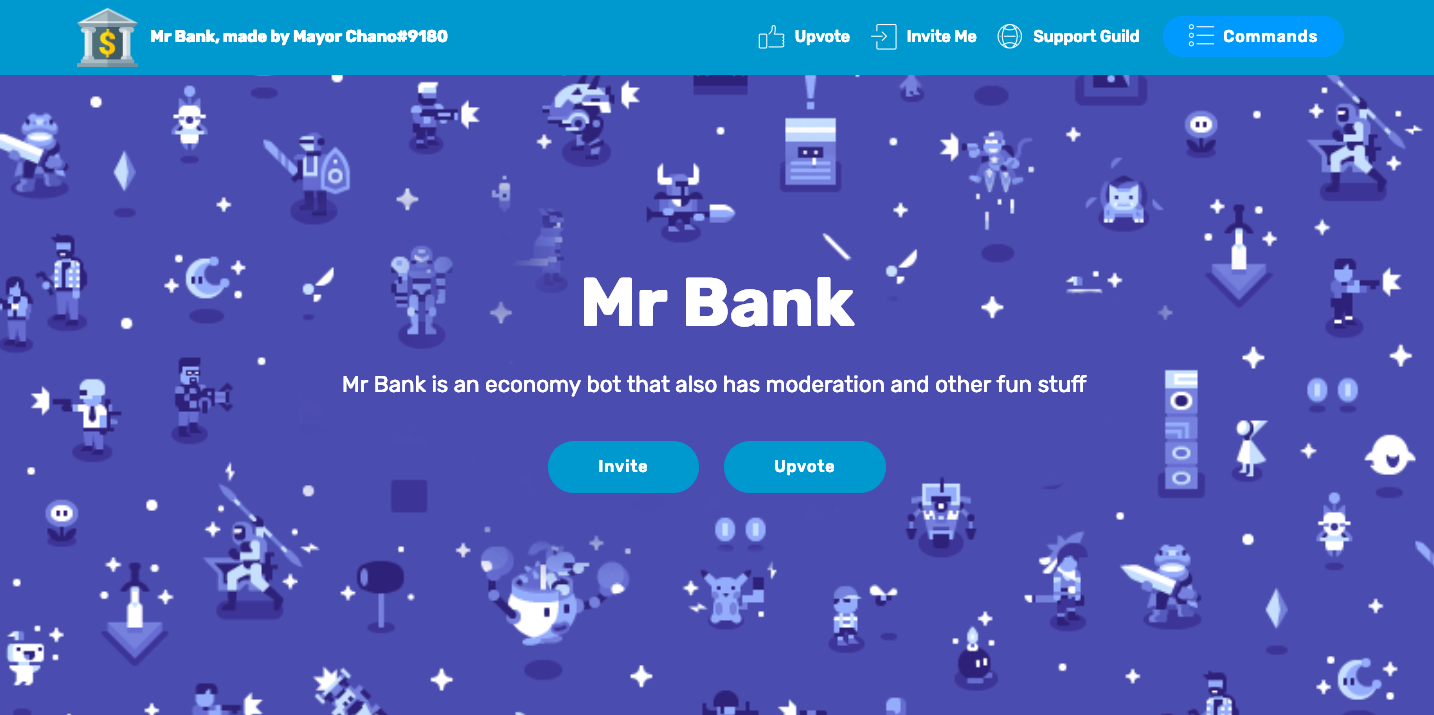 Mr Bank, made by Mayor Chano#9180
Upvote
Invite Me
Support Guild
Commands
Mr Bank
Mr Bank is an economy bot that also has moderation and other fun stuff
Invite
Upvote